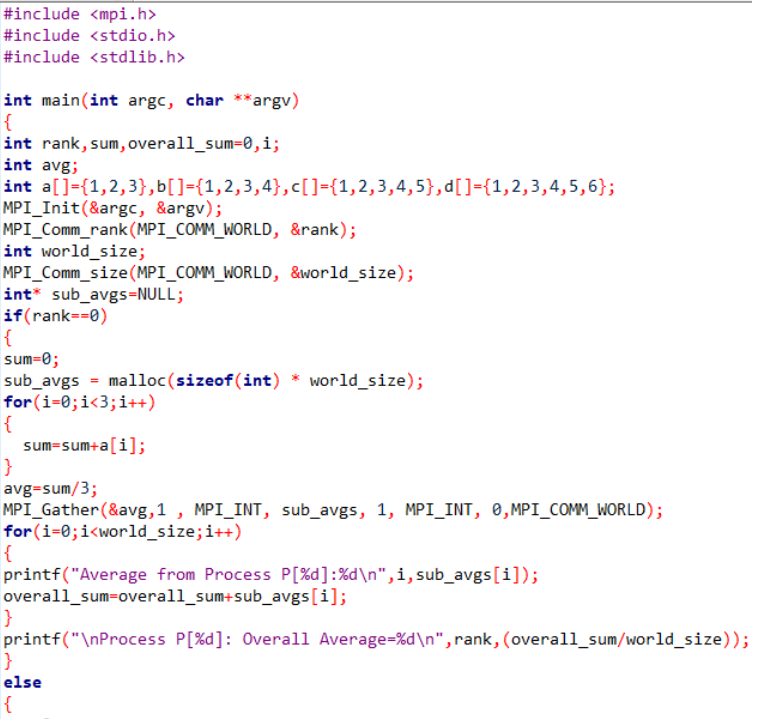 #include <mpi.h>
#include <stdio.h>
#include <stdlib.h>
int main(int argc, char **argv)
{
int rank,sum,overall_sum=0,i;
int avg;
int a[]={1,2,3},b[]={1,2,3,4},c[]={1,2,3,4,5},d[]={1,2,3,4,5,6};
MPI_Init(&argc, &argv);
MPI_Comm_rank(MPI_COMM_WORLD, &rank);
int world_size;
MPI_Comm_size(MPI_COMM_WORLD, &world_size);
int* sub_avgs=NULL;
if(rank==0)
{
sum=0;
sub_avgs = malloc(sizeof(int) * world_size);
for(i=0;i<3;i++)
{
  sum=sum+a[i];
}
avg=sum/3;
MPI_Gather(&avg,1 , MPI_INT, sub_avgs, 1, MPI_INT, 0,MPI_COMM_WORLD);
for(i=0;i<world_size;i++)
{
printf("Average from Process P[%d]:%d\n",i,sub_avgs[i]);
overall_sum=overall_sum+sub_avgs[i];
}
printf("\nProcess P[%d]: Overall Average=%d\n",rank,(overall_sum/world_size));
}
else
{